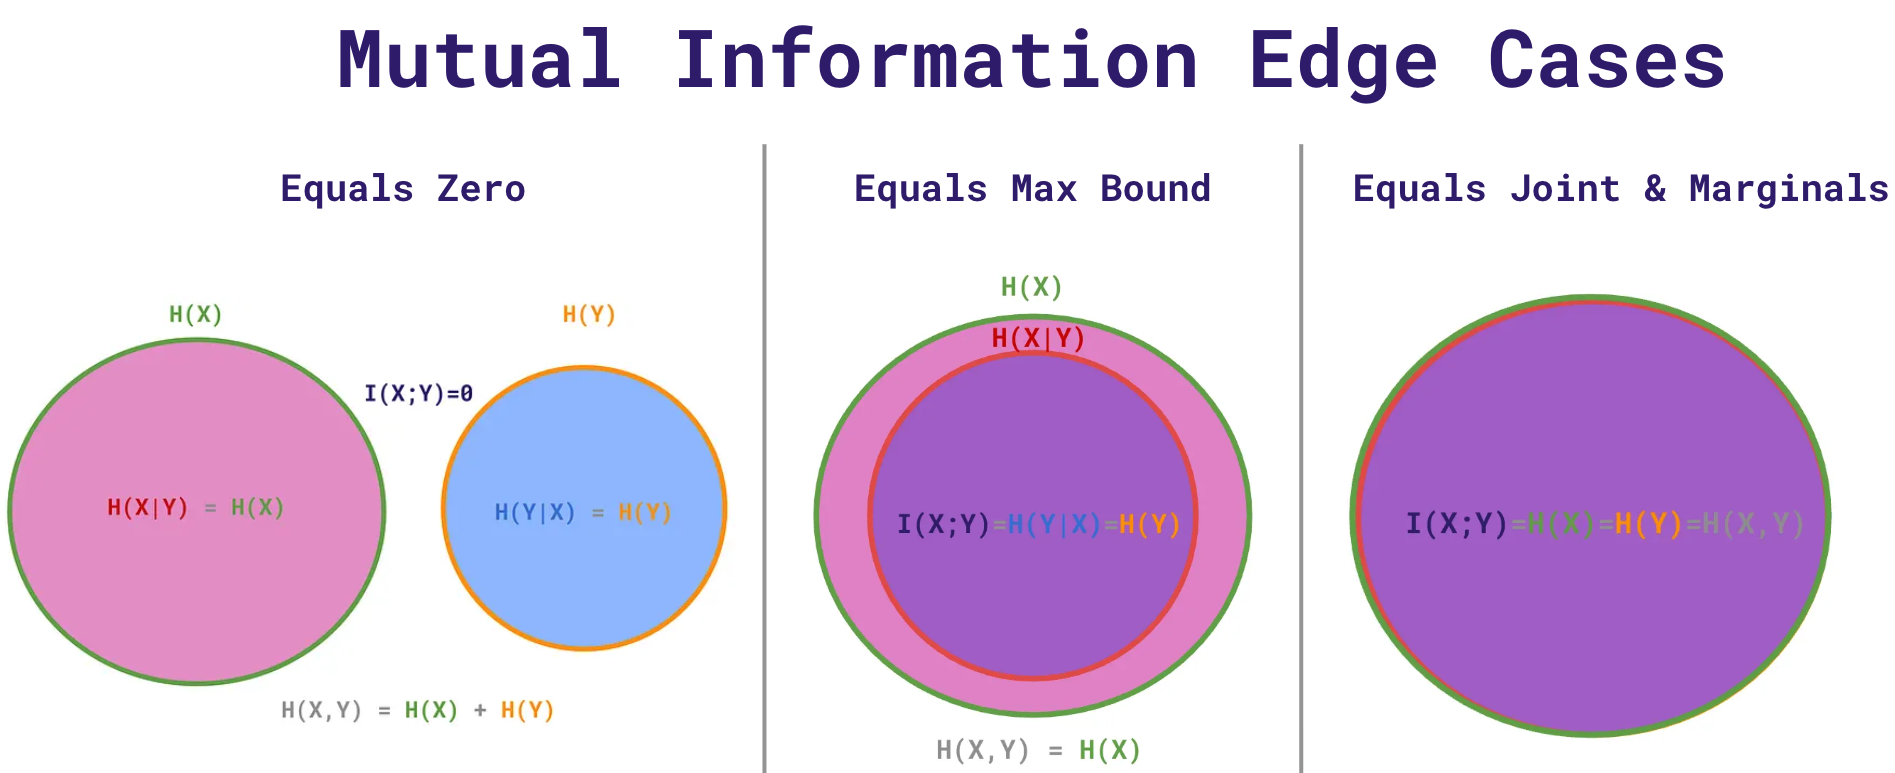 Mutual Information Edge Cases
Equals Zero
H(X)
H(Y)
I(X;Y)=0
H(X|Y) = H(X)
H(Y|X) = H(Y)
H(X,Y) = H(X) + H(Y)
Equals Max Bound
H(X)
H(X|Y)
I(X;Y)=H(Y|X)=H(Y)
H(X,Y) = H(X)
Equals Joint & Marginals
I(X;Y)=H(X)=H(Y)=H(X,Y)